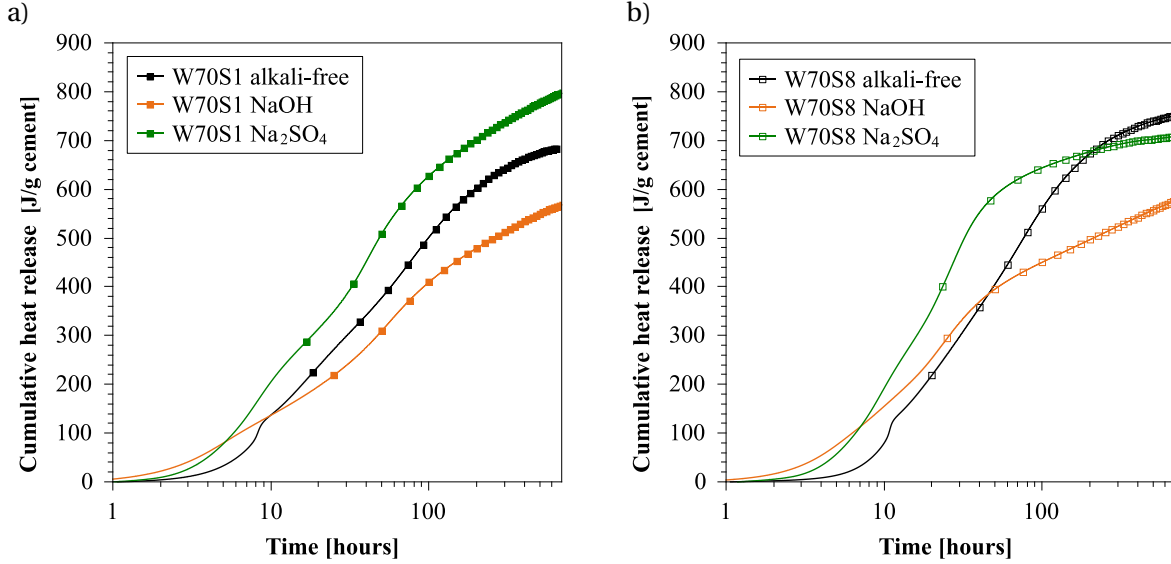 a)
900
800
700
600
500
400
300
200
100
0
Cumulative heat release [J/g cement]
W70S1 alkali-free
W70S1 NaOH
W70S1 Na₂SO₄
1
10
100
Time [hours]
b)
900
800
700
600
500
400
300
200
100
0
Cumulative heat release [J/g cement]
W70S8 alkali-free
W70S8 NaOH
W70S8 Na₂SO₄
1
10
100
Time [hours]